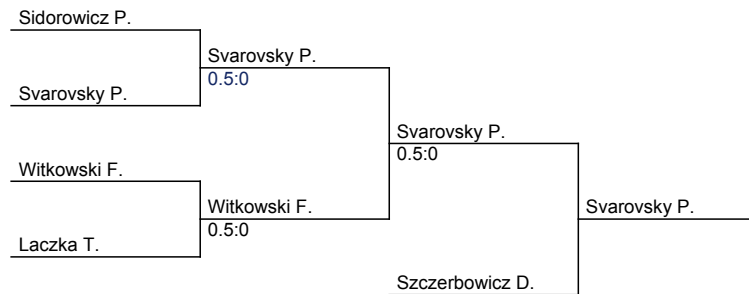 Sidorowicz P.
Svarovsky P.
0.5:0
Svarovsky P.
Svarovsky P.
0.5:0
Witkowski F.
Witkowski F.
0.5:0
Svarovsky P.
Laczka T.
Szczerbowicz D.